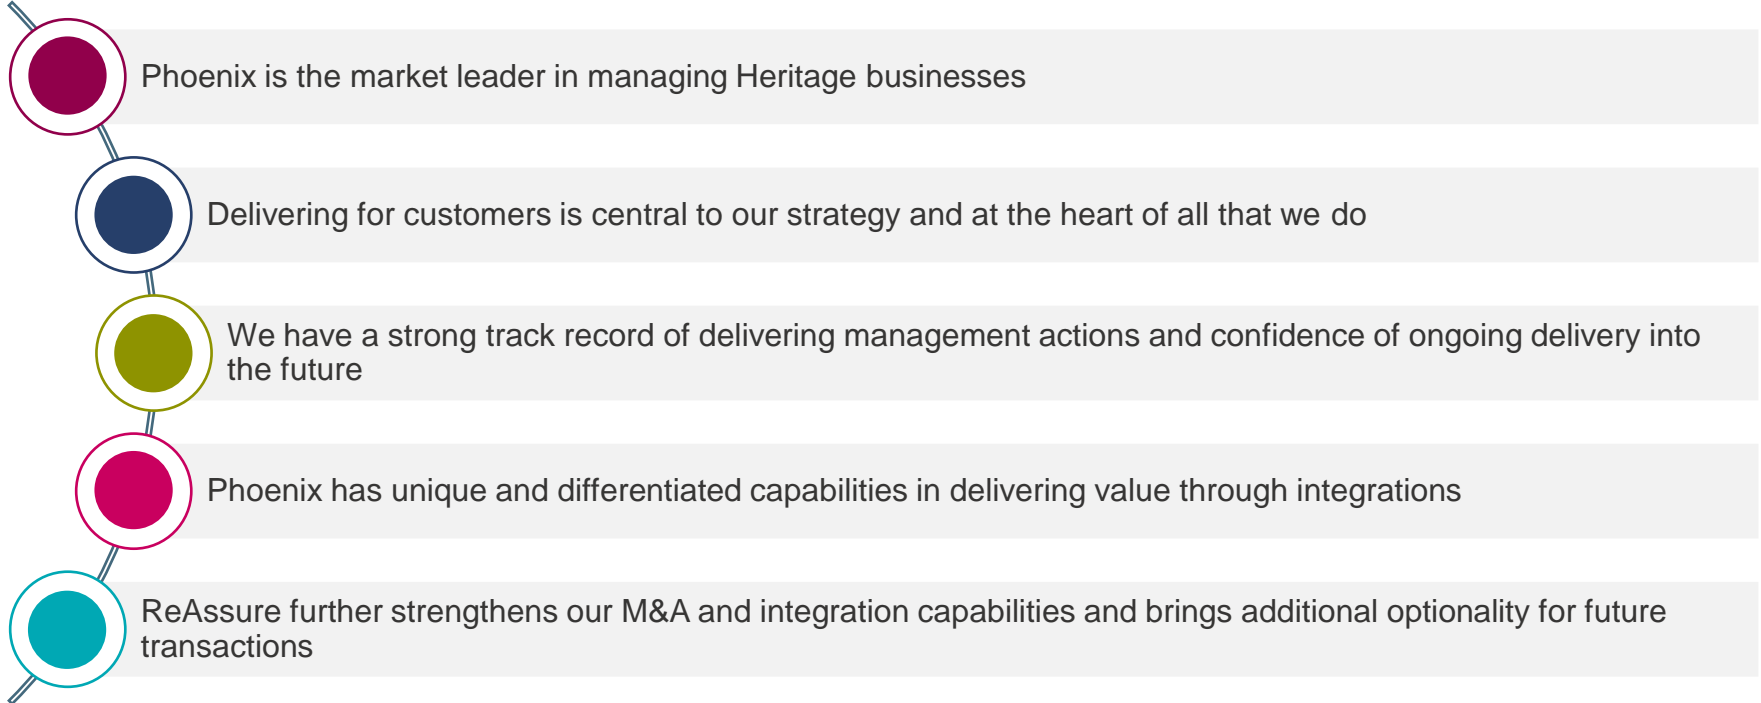 Phoenix is the market leader in managing Heritage businesses
Delivering for customers is central to our strategy and at the heart of all that we do
We have a strong track record of delivering management actions and confidence of ongoing delivery into
the future
Phoenix has unique and differentiated capabilities in delivering value through integrations
ReAssure further strengthens our M&A and integration capabilities and brings additional optionality for future
transactions